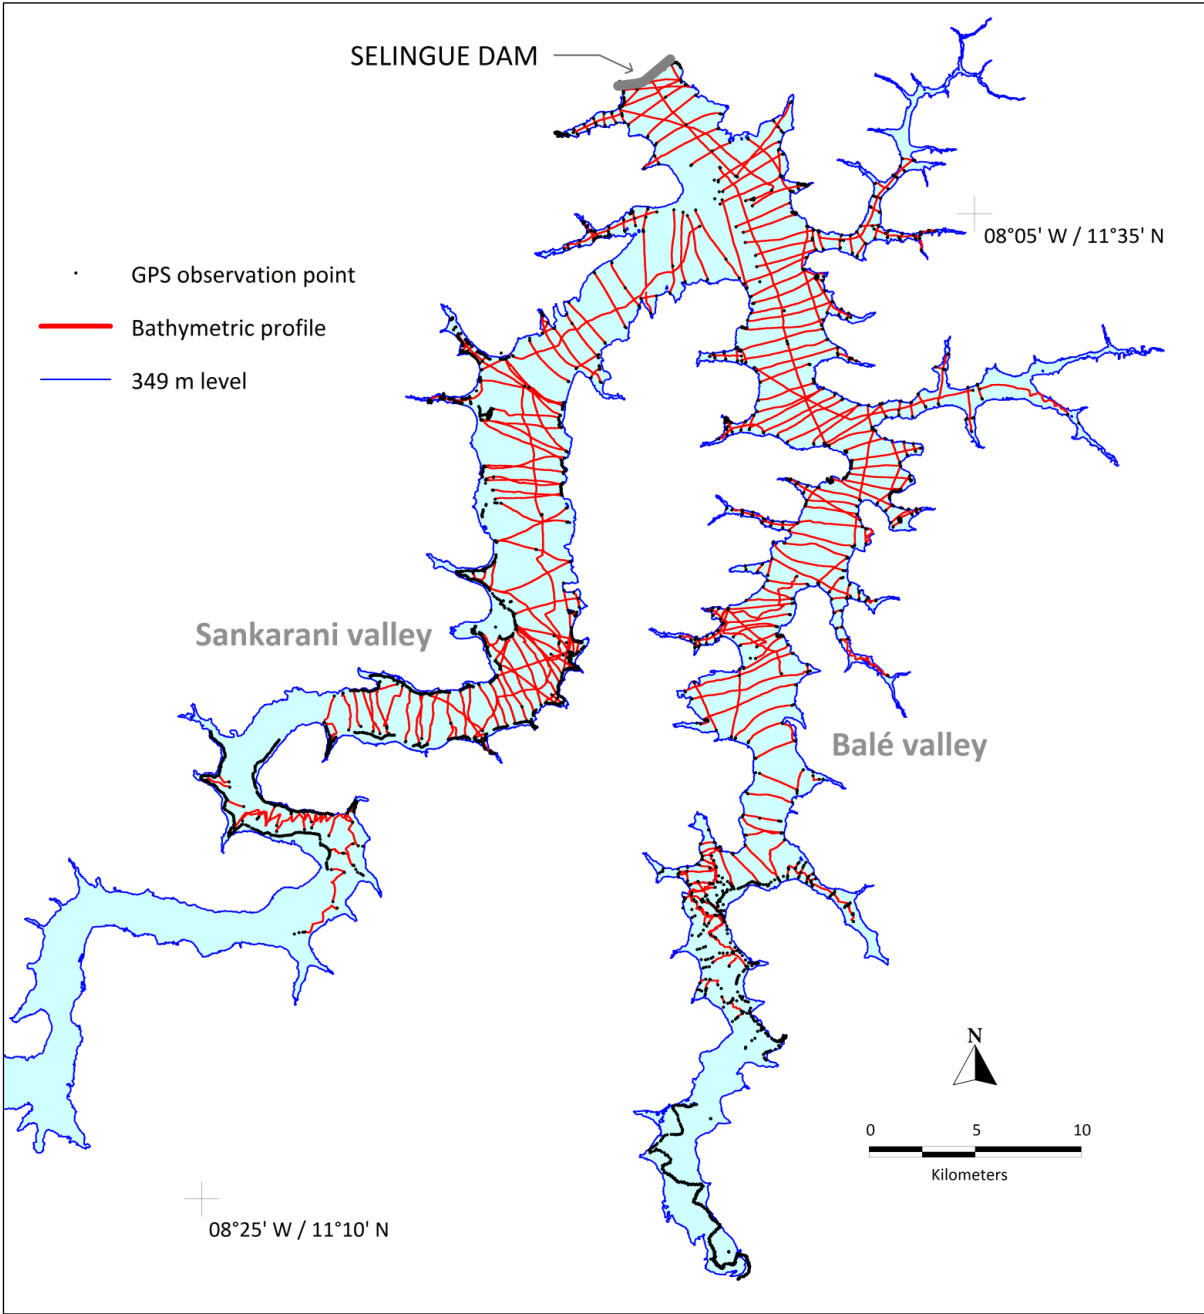 SELINGUE DAM
08°05' W / 11°35' N
GPS observation point
Bathymetric profile
349 m level
Sankarani valley
Balé valley
N
0 5 10
Kilometers
08°25' W / 11°10' N